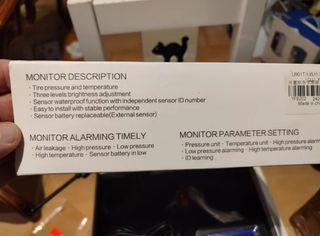 MONITOR DESCRIPTION
· Tire pressure and temperature
· Three levels brightness adjustment
· Sensor waterproof function with independent sensor ID number
· Easy to install with stable performance
· Sensor battery replaceable(External sensor)
MONITOR ALARMING TIMELY
· Air leakage · High pressure · Low pressure
· High temperature · Sensor battery in low
MONITOR PARAMETER SETTING
· Pressure unit · Temperature unit · High pressure
· Low pressure alarming · High temperature alarming
· ID learning